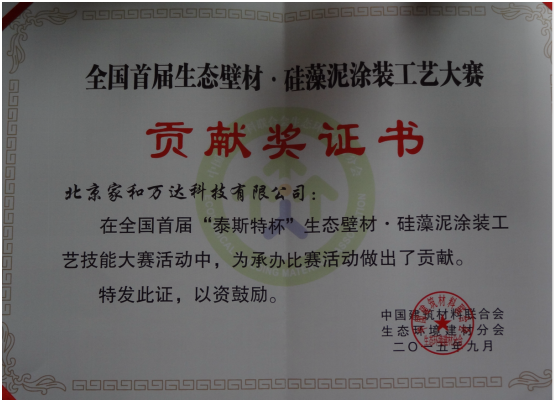 全国首届生态壁材·硅藻泥涂装工艺大赛
贡献奖证书
北京家和万达科技有限公司：
在全国首届“泰斯特杯”生态壁材·硅藻泥涂装工
艺技能大赛活动中，为承办比赛活动做出了贡献。
特发此证，以资鼓励。
中国建筑材料联合会
生态环境建材分会
二〇一五年九月